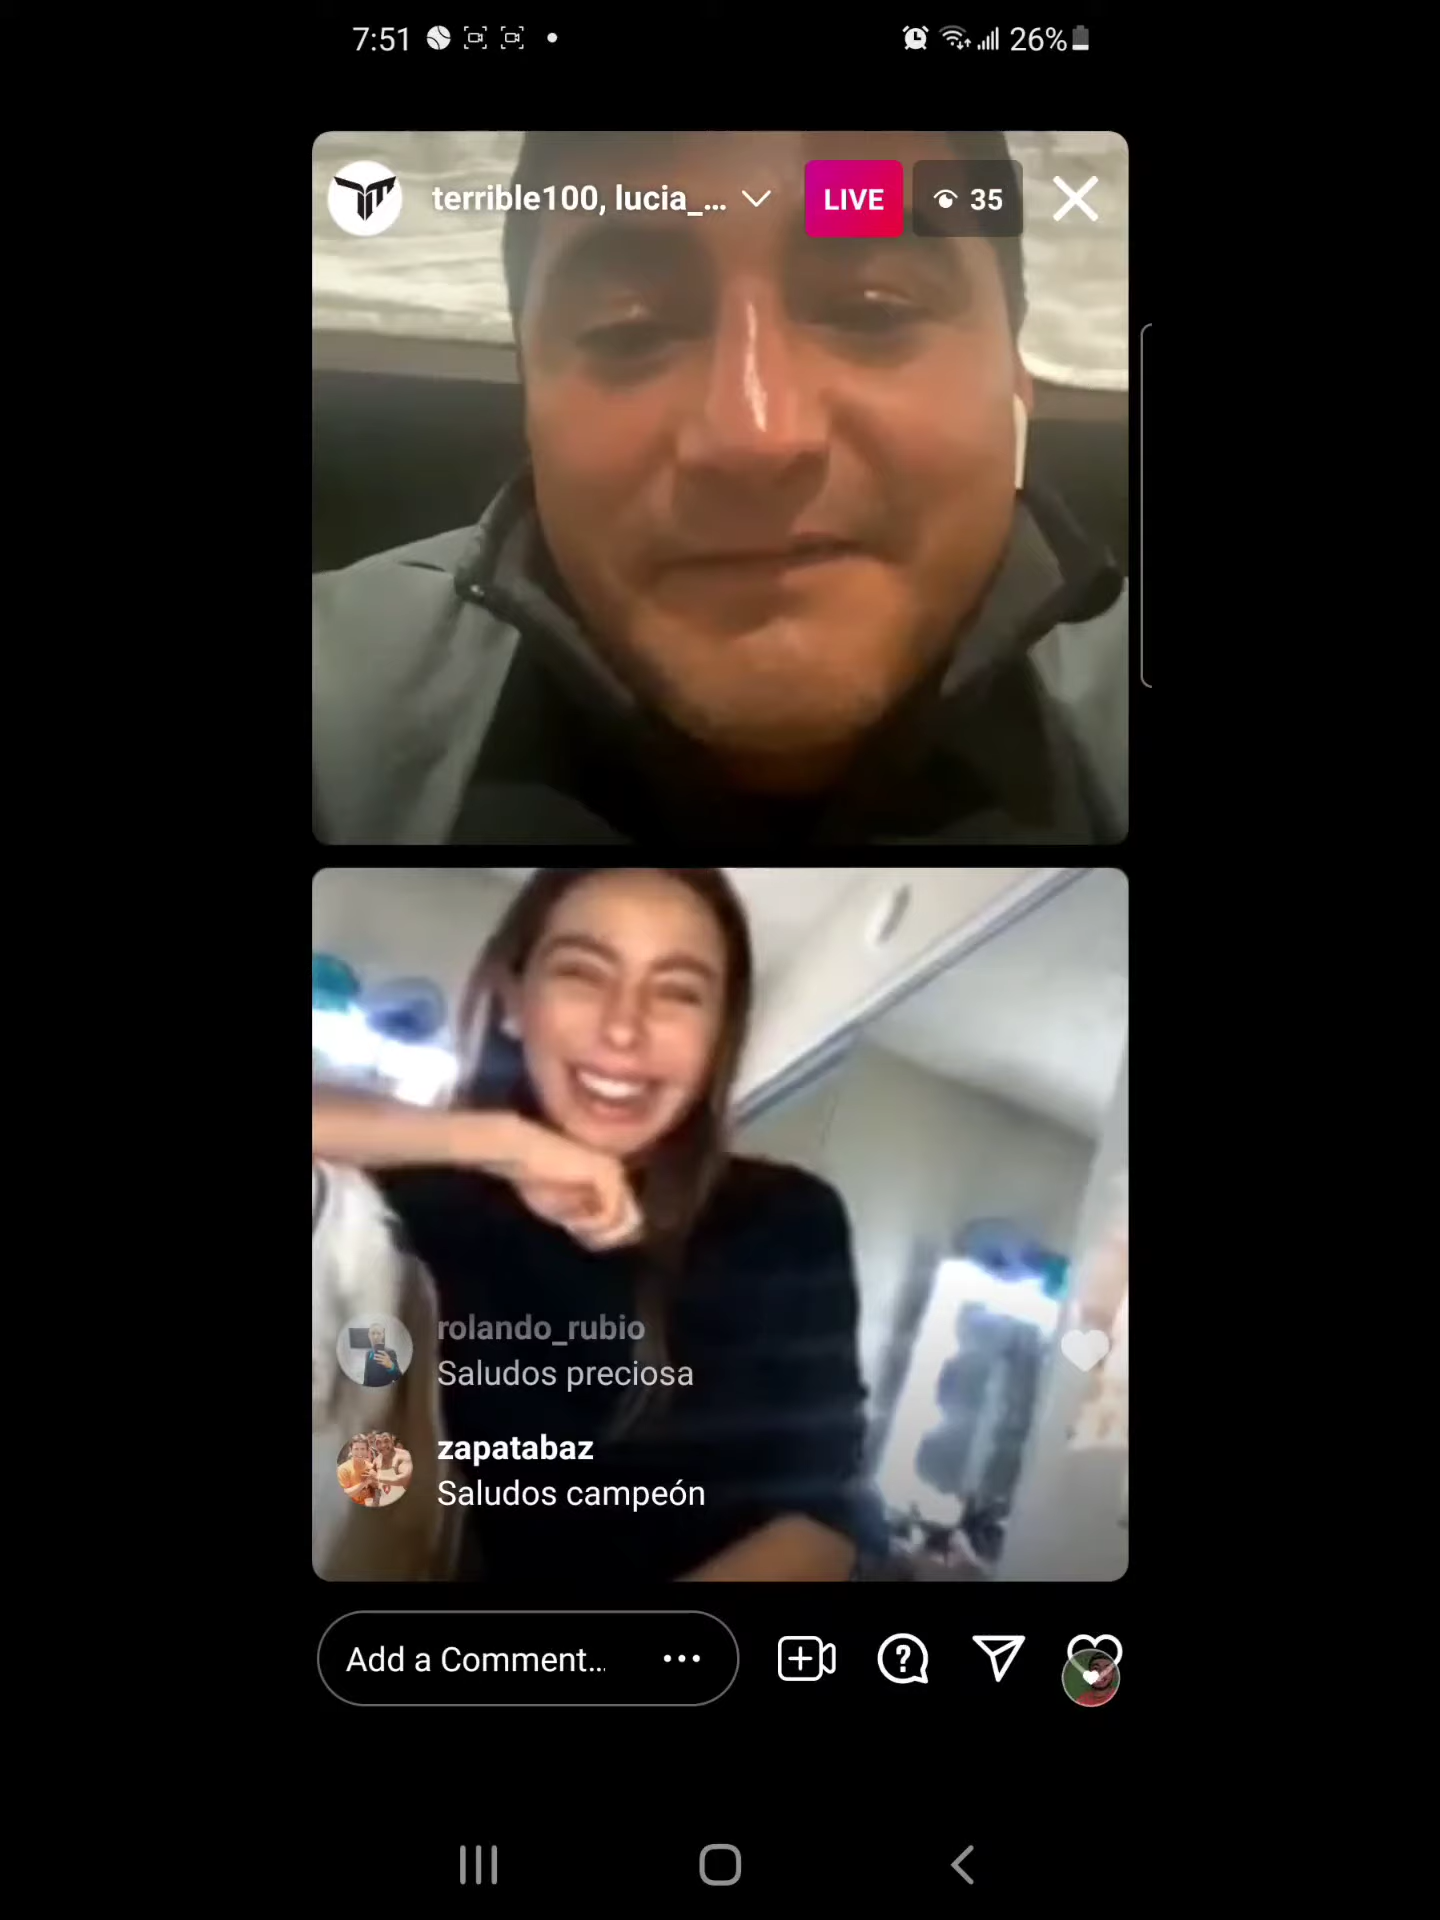 7:51
26%
terrible100, lucia_...
LIVE
35
rolando_rubio
Saludos preciosa
zapatabaz
Saludos campeón
Add a Comment...